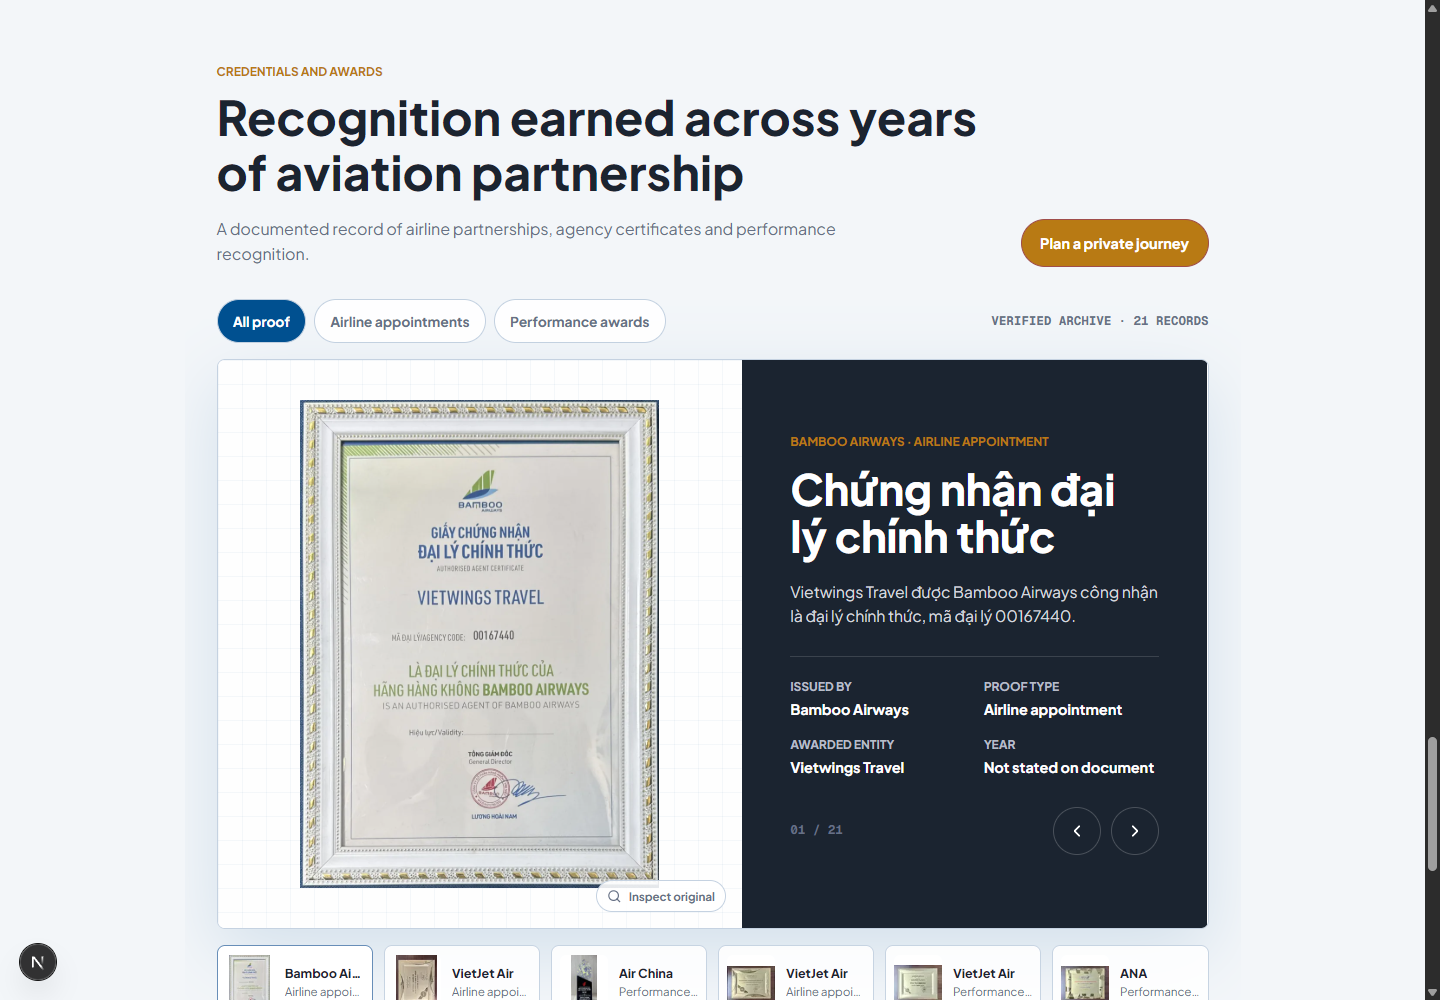 CREDENTIALS AND AWARDS
Recognition earned across years
of aviation partnership
A documented record of airline partnerships, agency certificates and performance
recognition.
Plan a private journey
All proof
Airline appointments
Performance awards
VERIFIED ARCHIVE · 21 RECORDS
BAMBOO
AIRWAYS
GIẤY CHỨNG NHẬN
ĐẠI LÝ CHÍNH THỨC
AUTHORISED AGENT CERTIFICATE
VIETWINGS TRAVEL
MÃ ĐẠI LÝ/AGENCY CODE: 00167440
LÀ ĐẠI LÝ CHÍNH THỨC CỦA
HÃNG HÀNG KHÔNG BAMBOO AIRWAYS
IS AN AUTHORISED AGENT OF BAMBOO AIRWAYS
Hiệu lực/Validity:
TỔNG GIÁM ĐỐC
General Director
BAMBOO
LƯƠNG HOÀI NAM
Inspect original
BAMBOO AIRWAYS · AIRLINE APPOINTMENT
Chứng nhận đại
lý chính thức
Vietwings Travel được Bamboo Airways công nhận
là đại lý chính thức, mã đại lý 00167440.
ISSUED BY
Bamboo Airways
PROOF TYPE
Airline appointment
AWARDED ENTITY
Vietwings Travel
YEAR
Not stated on document
01 / 21
N
Bamboo Ai...
Airline appoi...
VietJet Air
Airline appoi...
Air China
Performance...
VietJet Air
Airline appoi...
VietJet Air
Performance...
ANA
Performance...